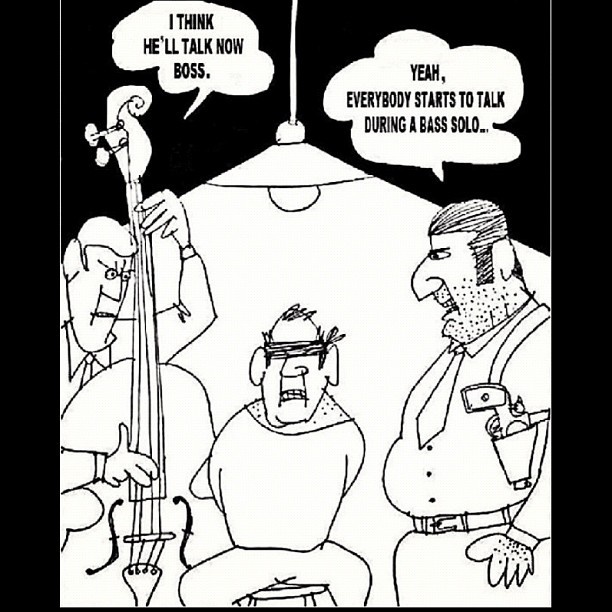 I THINK
HE'LL TALK NOW
BOSS.
YEAH,
EVERYBODY STARTS TO TALK
DURING A BASS SOLO...